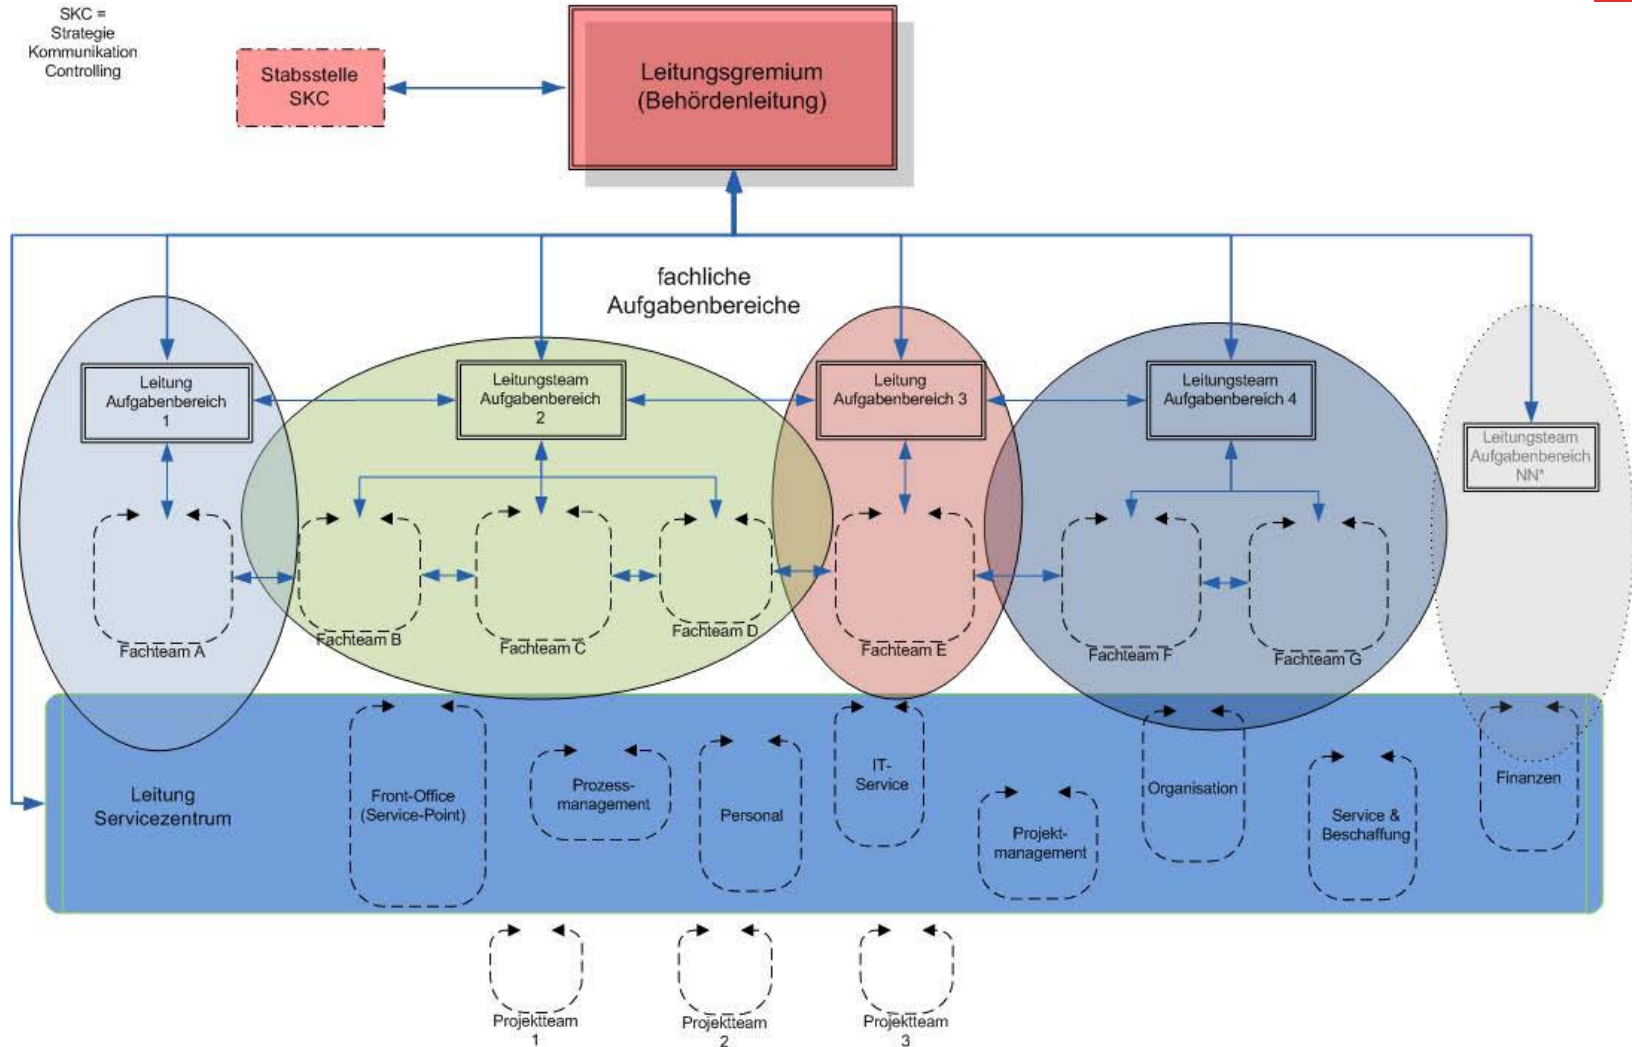 SKC =
Strategie
Kommunikation
Controlling
Stabsstelle
SKC
Leitungsgremium
(Behördenleitung)
fachliche
Aufgabenbereiche
Leitung
Aufgabenbereich
1
Leitungsteam
Aufgabenbereich
2
Leitung
Aufgabenbereich 3
Leitungsteam
Aufgabenbereich 4
Leitungsteam
Aufgabenbereich
NN*
Fachteam A
Fachteam B
Fachteam C
Fachteam D
Fachteam E
Fachteam F
Fachteam G
Leitung
Servicezentrum
Front-Office
(Service-Point)
Prozess-
management
Personal
IT-
Service
Projekt-
management
Organisation
Service &
Beschaffung
Finanzen
Projektteam
1
Projektteam
2
Projektteam
3